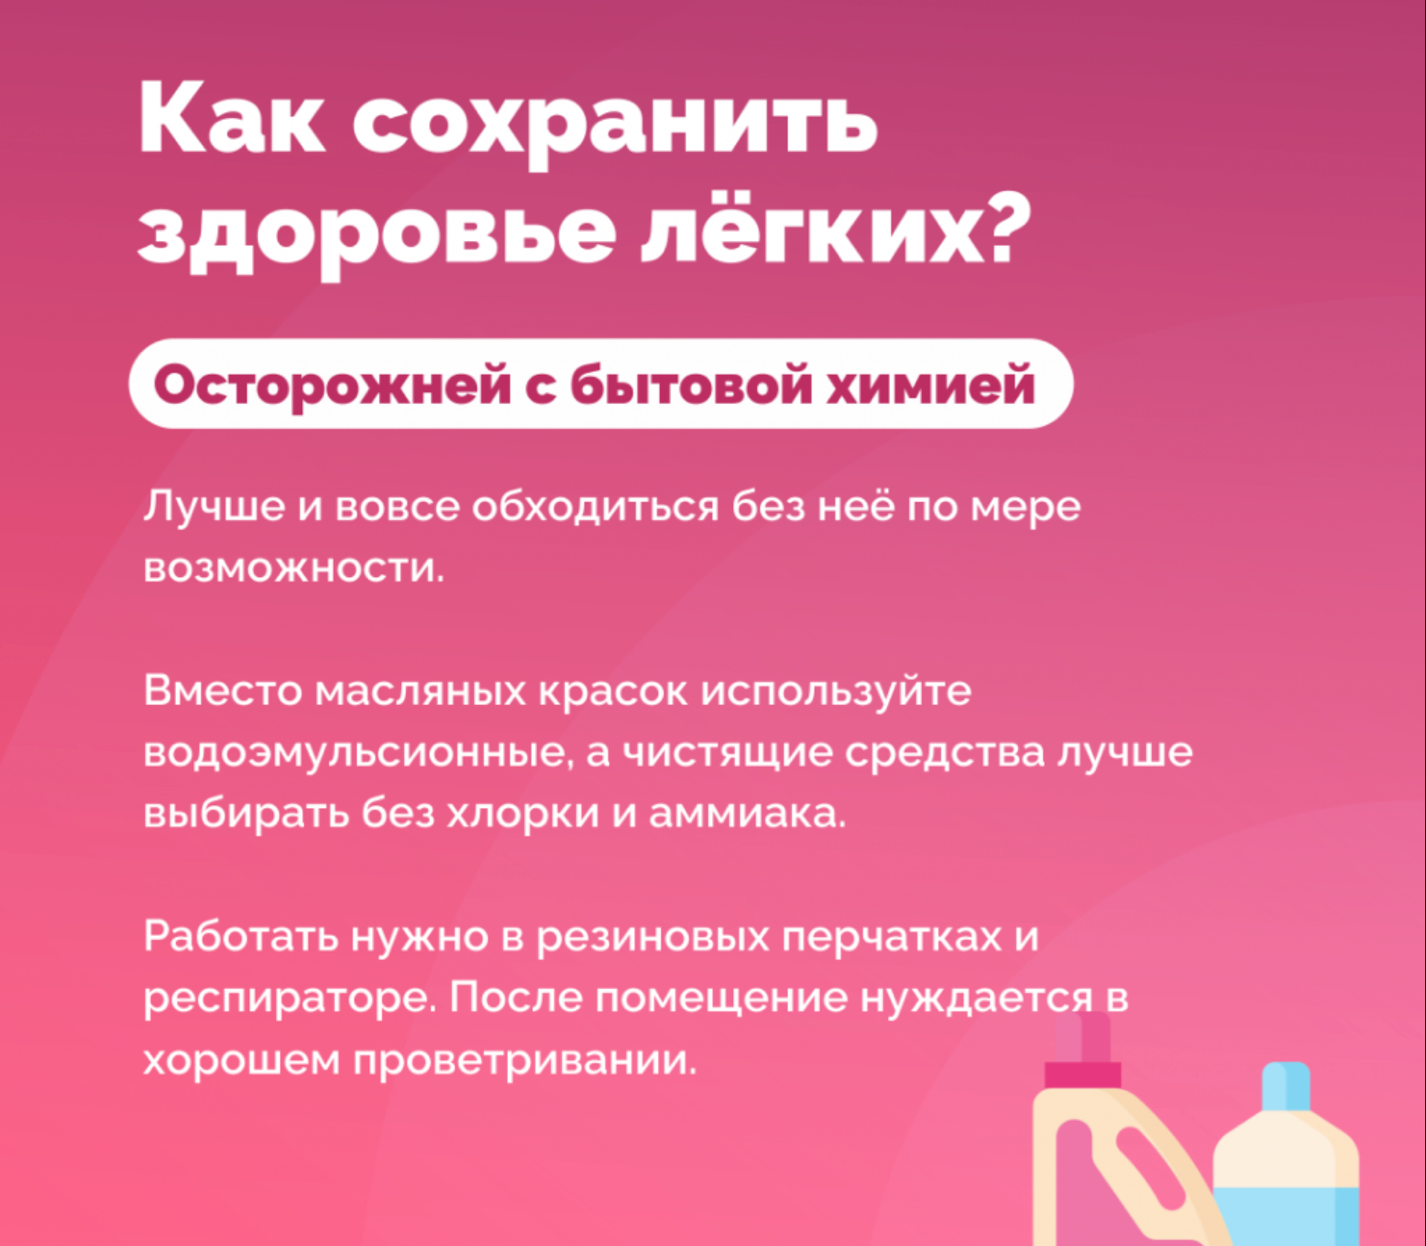 Как сохранить
здоровье лёгких?
Осторожней с бытовой химией
Лучше и вовсе обходиться без неё по мере
возможности.
Вместо масляных красок используйте
водоэмульсионные, а чистящие средства лучше
выбирать без хлорки и аммиака.
Работать нужно в резиновых перчатках и
респираторе. После помещение нуждается в
хорошем проветривании.